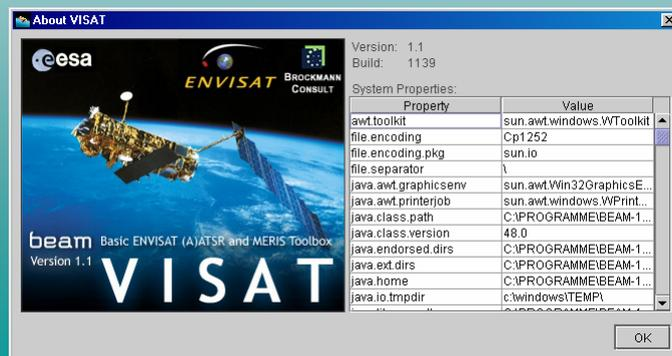 About VISAT
esa
ENVISAT
BROCKMANN
CONSULT
beam Basic ENVISAT (A)ATSR and MERIS Toolbox
Version 1.1
VISAT
Version: 1.1
Build: 1139
System Properties:
Property Value
awt.toolkit sun.awt.windows.WToolkit
file.encoding Cp1252
file.encoding.pkg sun.io
file.separator \
java.awt.graphicsenv sun.awt.Win32GraphicsE...
java.awt.printerjob sun.awt.windows.WPrint...
java.class.path C:\PROGRAMME\BEAM-1...
java.class.version 48.0
java.endorsed.dirs C:\PROGRAMME\BEAM-1...
java.ext.dirs C:\PROGRAMME\BEAM-1...
java.home C:\PROGRAMME\BEAM-1...
java.io.tmpdir c:\windows\TEMP\
OK